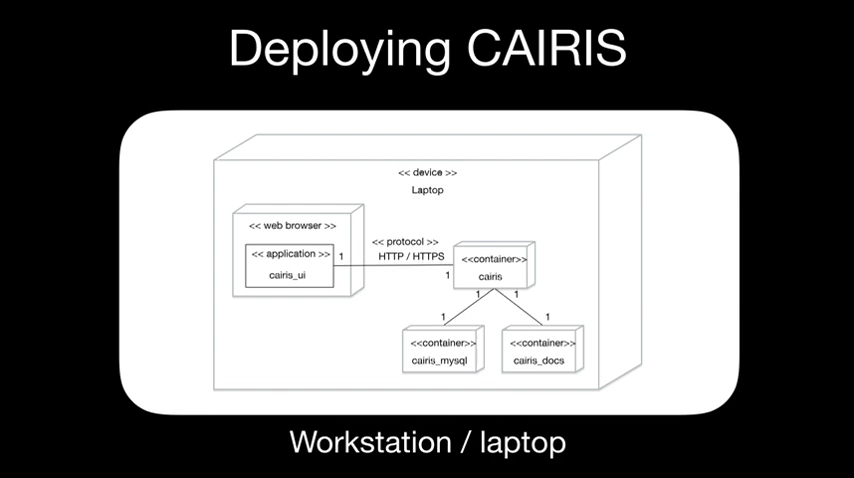 Deploying CAIRIS
<< device >>
Laptop
<< web browser >>
<< application >>
cairis_ui
1
<< protocol >>
HTTP / HTTPS
1
<<container>>
cairis
1 1
1 1
<<container>> <<container>>
cairis_mysql cairis_docs
Workstation / laptop